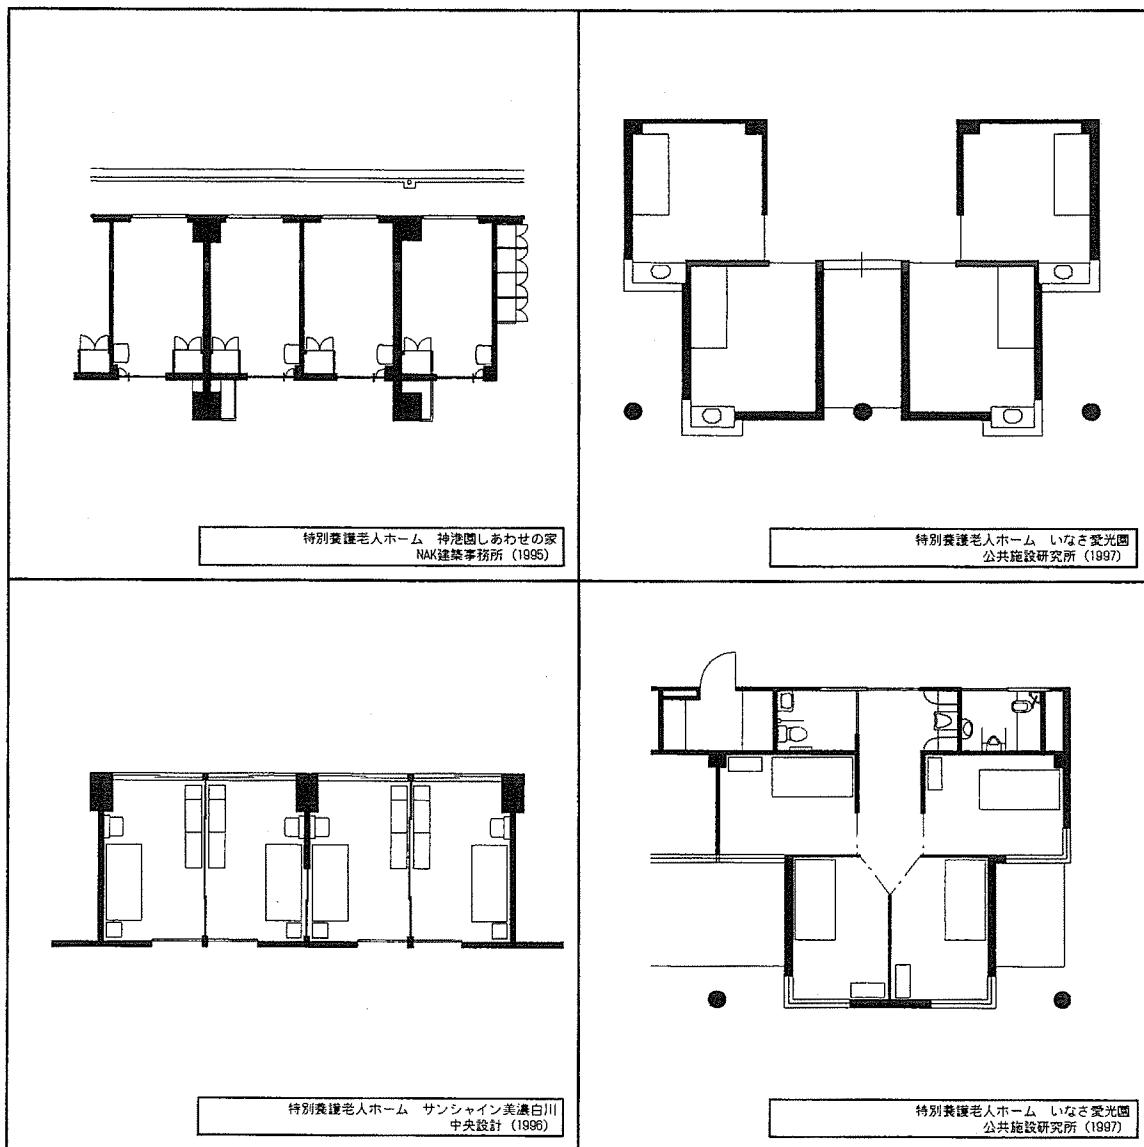 特別養護老人ホーム 神港園しあわせの家
NAK建築事務所 (1995)
特別養護老人ホーム いなさ愛光園
公共施設研究所 (1997)
特別養護老人ホーム サンシャイン美濃白川
中央設計 (1996)
特別養護老人ホーム いなさ愛光園
公共施設研究所 (1997)